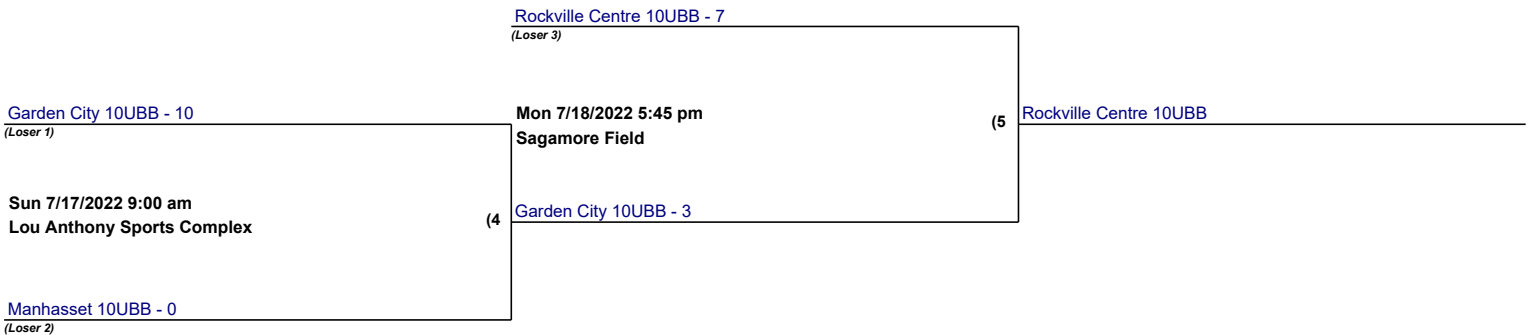 Rockville Centre 10UBB - 7
(Loser 3)
Garden City 10UBB - 10
(Loser 1)
Mon 7/18/2022 5:45 pm
Sagamore Field
(5
Rockville Centre 10UBB
Sun 7/17/2022 9:00 am
Lou Anthony Sports Complex
(4
Garden City 10UBB - 3
Manhasset 10UBB - 0
(Loser 2)